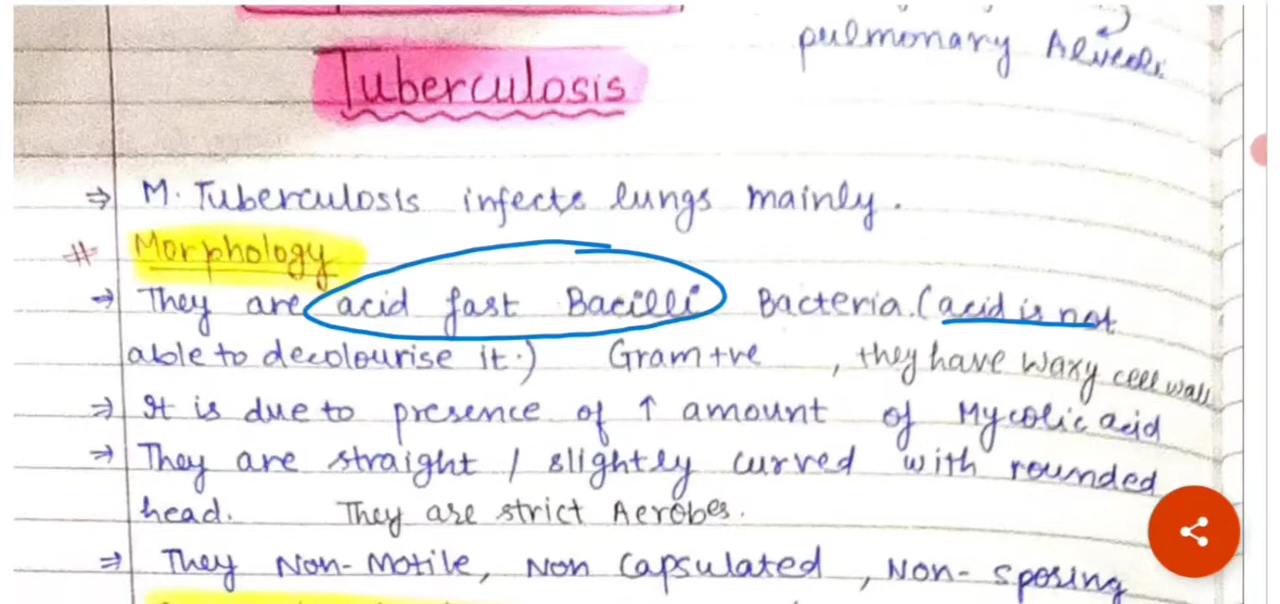 pulmonary Alveoli
Tuberculosis
⇒ M. Tuberculosis infects lungs mainly.
# Morphology
→ They are acid fast Bacilli Bacteria. (acid is not
able to decolourise it.) Gram +ve , they have waxy cell wall
⇒ It is due to presence of ↑ amount of Mycolic acid
⇒ They are straight / slightly curved with rounded
head. They are strict Aerobes.
⇒ They Non-Motile, Non Capsulated , Non-sporing